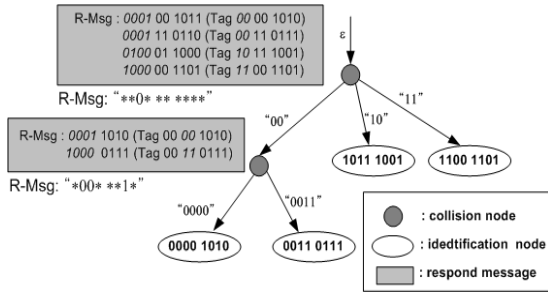 R-Msg : 0001 00 1011 (Tag 00 00 1010)
0001 11 0110 (Tag 00 11 0111)
0100 01 1000 (Tag 10 11 1001)
1000 00 1101 (Tag 11 00 1101)
R-Msg: “**0* ** ****”
ε
“00”
“10”
“11”
R-Msg : 0001 1010 (Tag 00 00 1010)
1000 0111 (Tag 00 11 0111)
R-Msg: “*00* **1*”
1011 1001
1100 1101
“0000”
“0011”
0000 1010
0011 0111
: collision node
: idedtification node
: respond message